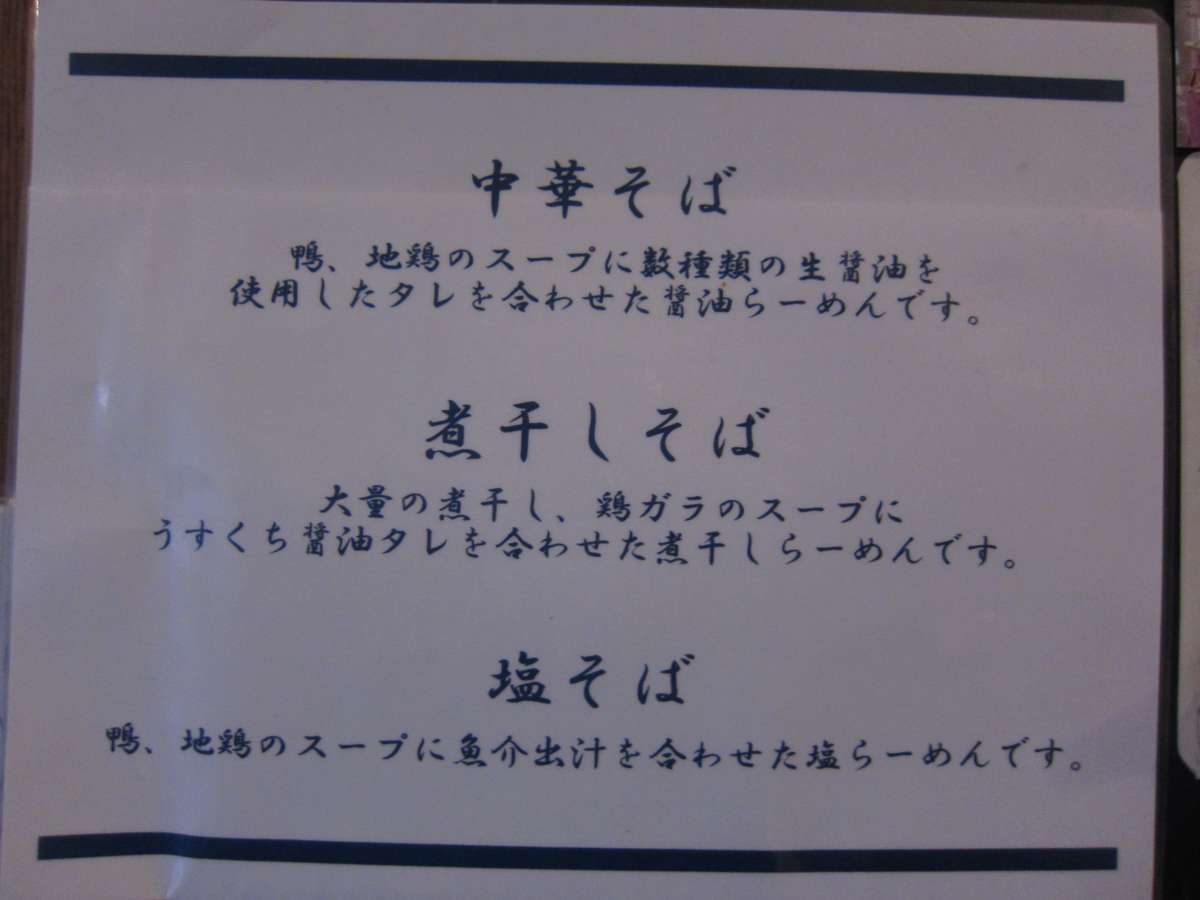 中華そば
鴨、地鶏のスープに数種類の生醤油を
使用したタレを合わせた醤油らーめんです。
煮干しそば
大量の煮干し、鶏ガラのスープに
うすくち醤油タレを合わせた煮干しらーめんです。
塩そば
鴨、地鶏のスープに魚介出汁を合わせた塩らーめんです。